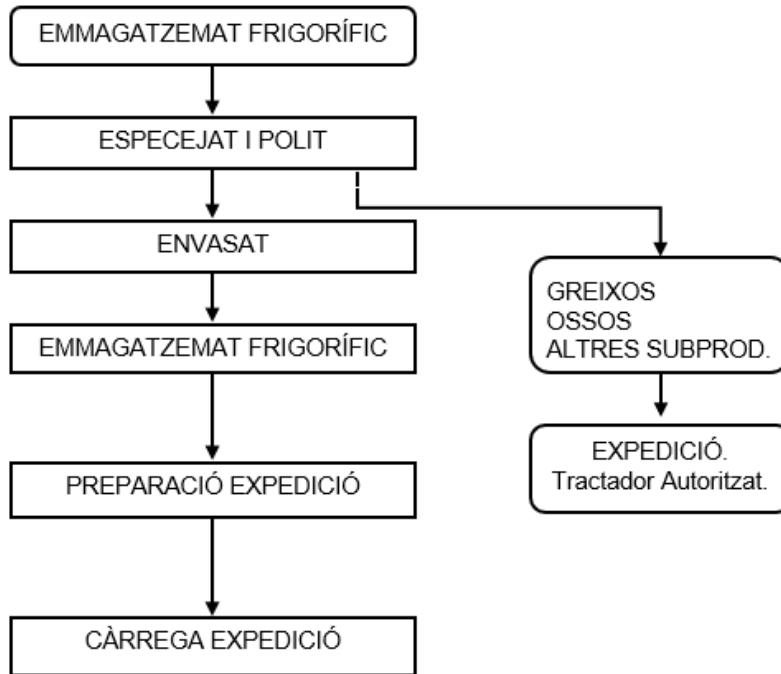 EMMAGATZEMAT FRIGORÍFIC
ESPECEJAT I POLIT
ENVASAT
EMMAGATZEMAT FRIGORÍFIC
PREPARACIÓ EXPEDICIÓ
CÀRREGA EXPEDICIÓ
GREIXOS
OSSOS
ALTRES SUBPROD.
EXPEDICIÓ.
Tractador Autoritzat.